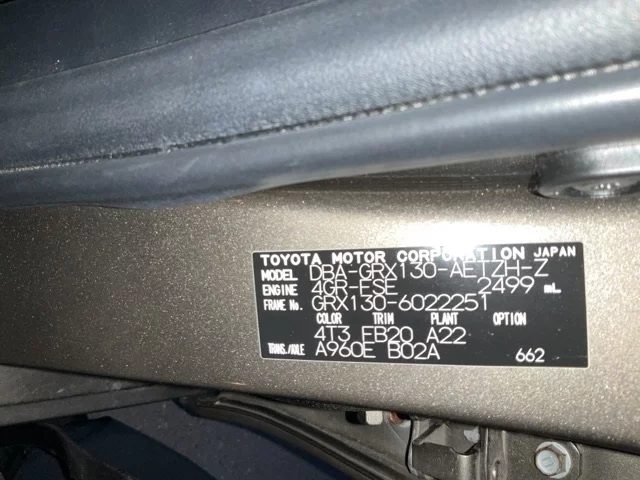 TOYOTA MOTOR CORPORATION JAPAN
MODEL DBA-GRX130-AETZH-Z
ENGINE 4GR-FSE 2499 mL
FRAME No. GRX130-6022251
COLOR TRIM PLANT OPTION
4T3 EB20 A22
TRANS./AXLE A960E B02A
662